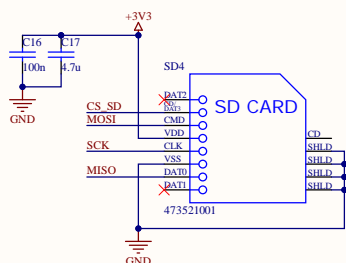 +3V3
C16
C17
SD4
100n
4.7u
DAT2
CS_SD
CD/
DAT3
SD CARD
MOSI
CMD
GND
VDD
CD
SCK
CLK
SHLD
VSS
SHLD
MISO
DAT0
SHLD
DAT1
SHLD
473521001
GND